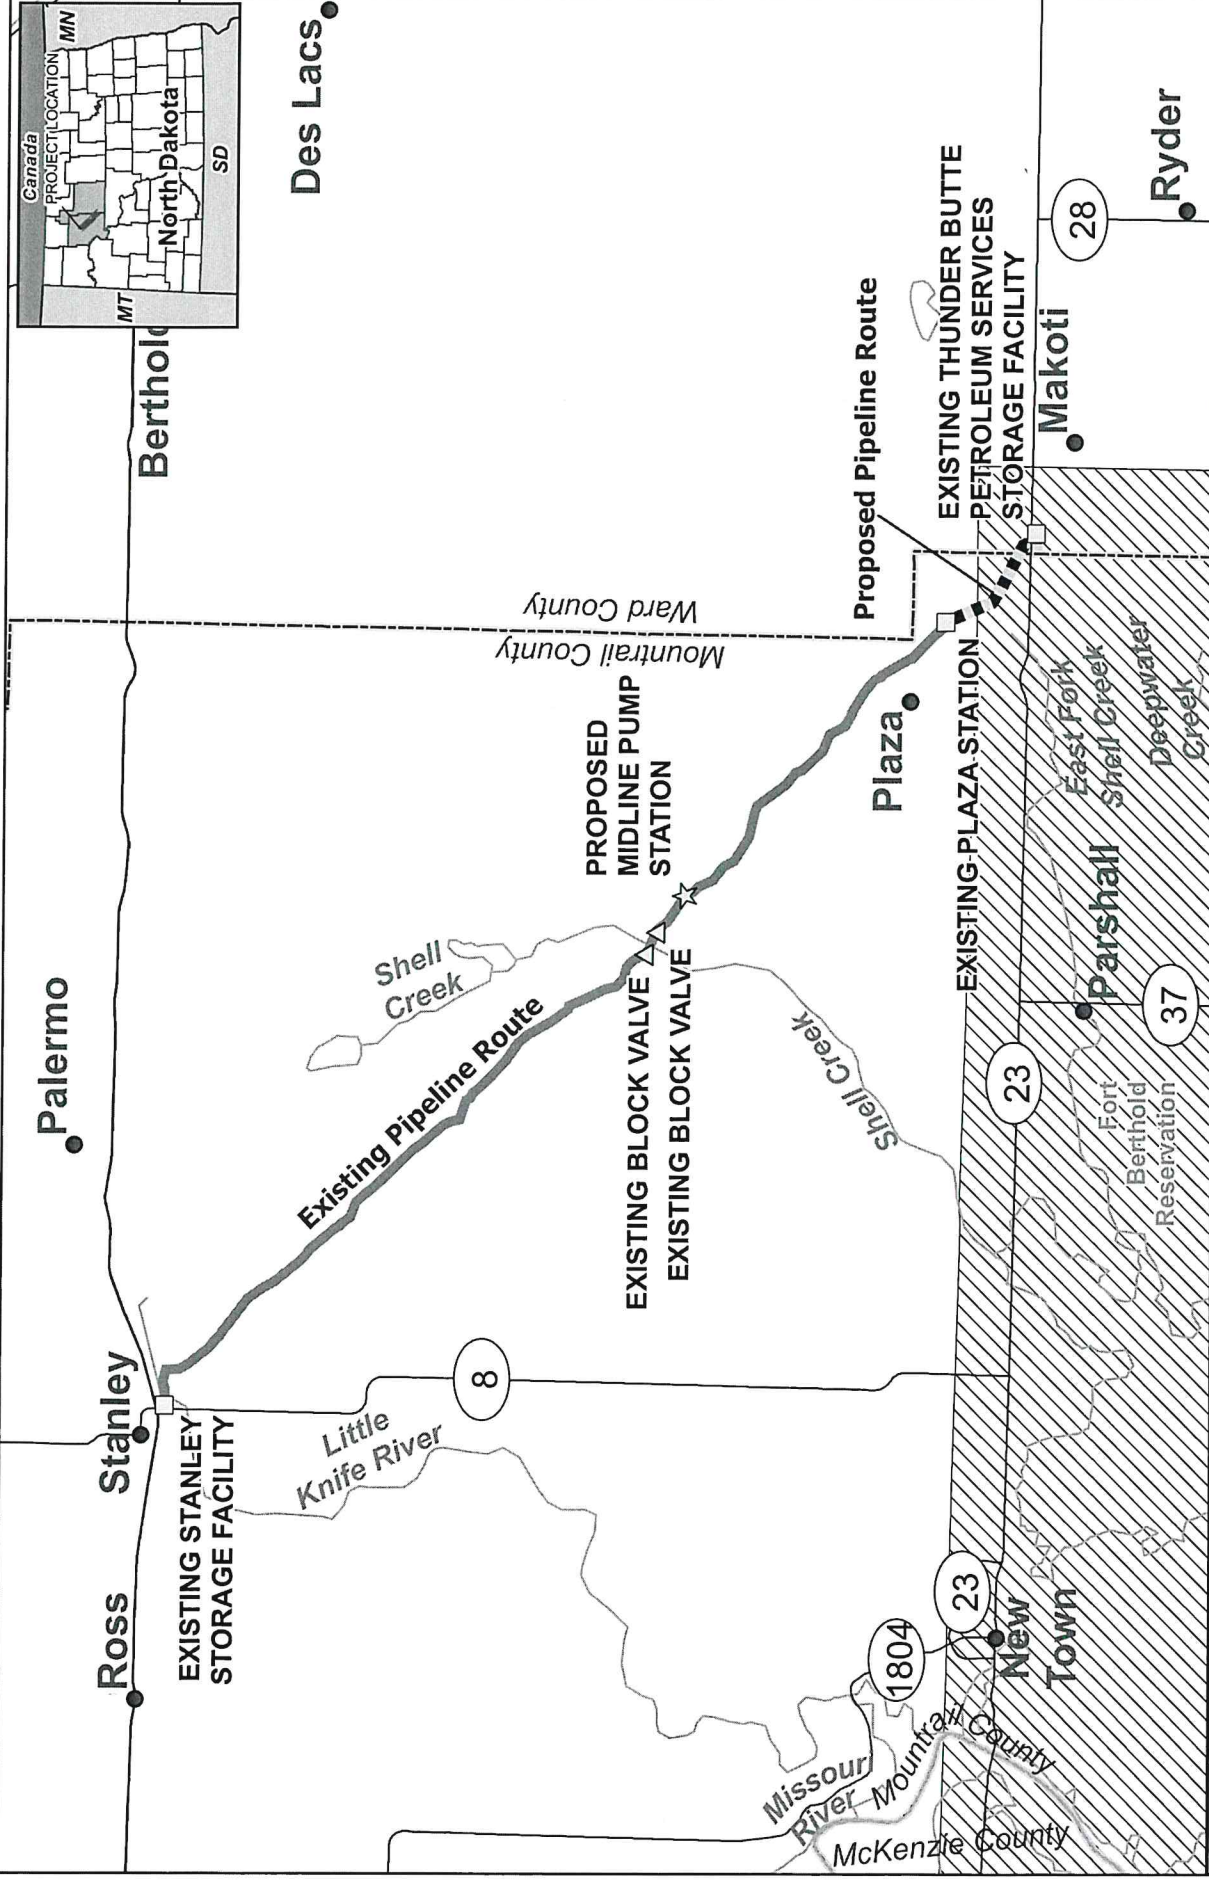 Canada
PROJECT LOCATION
MN
MT
North Dakota
SD
Des Lacs
Berthold
Palermo
Stanley
Ross
EXISTING STANLEY
STORAGE FACILITY
Little
Knife River
8
Existing Pipeline Route
Shell
Creek
EXISTING BLOCK VALVE
EXISTING BLOCK VALVE
PROPOSED
MIDLINE PUMP
STATION
Ward County
Mountrail County
Shell Creek
Plaza
Proposed Pipeline Route
EXISTING THUNDER BUTTE
PETROLEUM SERVICES
STORAGE FACILITY
EXISTING PLAZA STATION
Makoti
28
Ryder
East Fork
Shell Creek
Deepwater
Creek
Parshall
37
23
Fort
Berthold
Reservation
23
New
Town
1804
Missouri
River
Mountrail County
McKenzie County